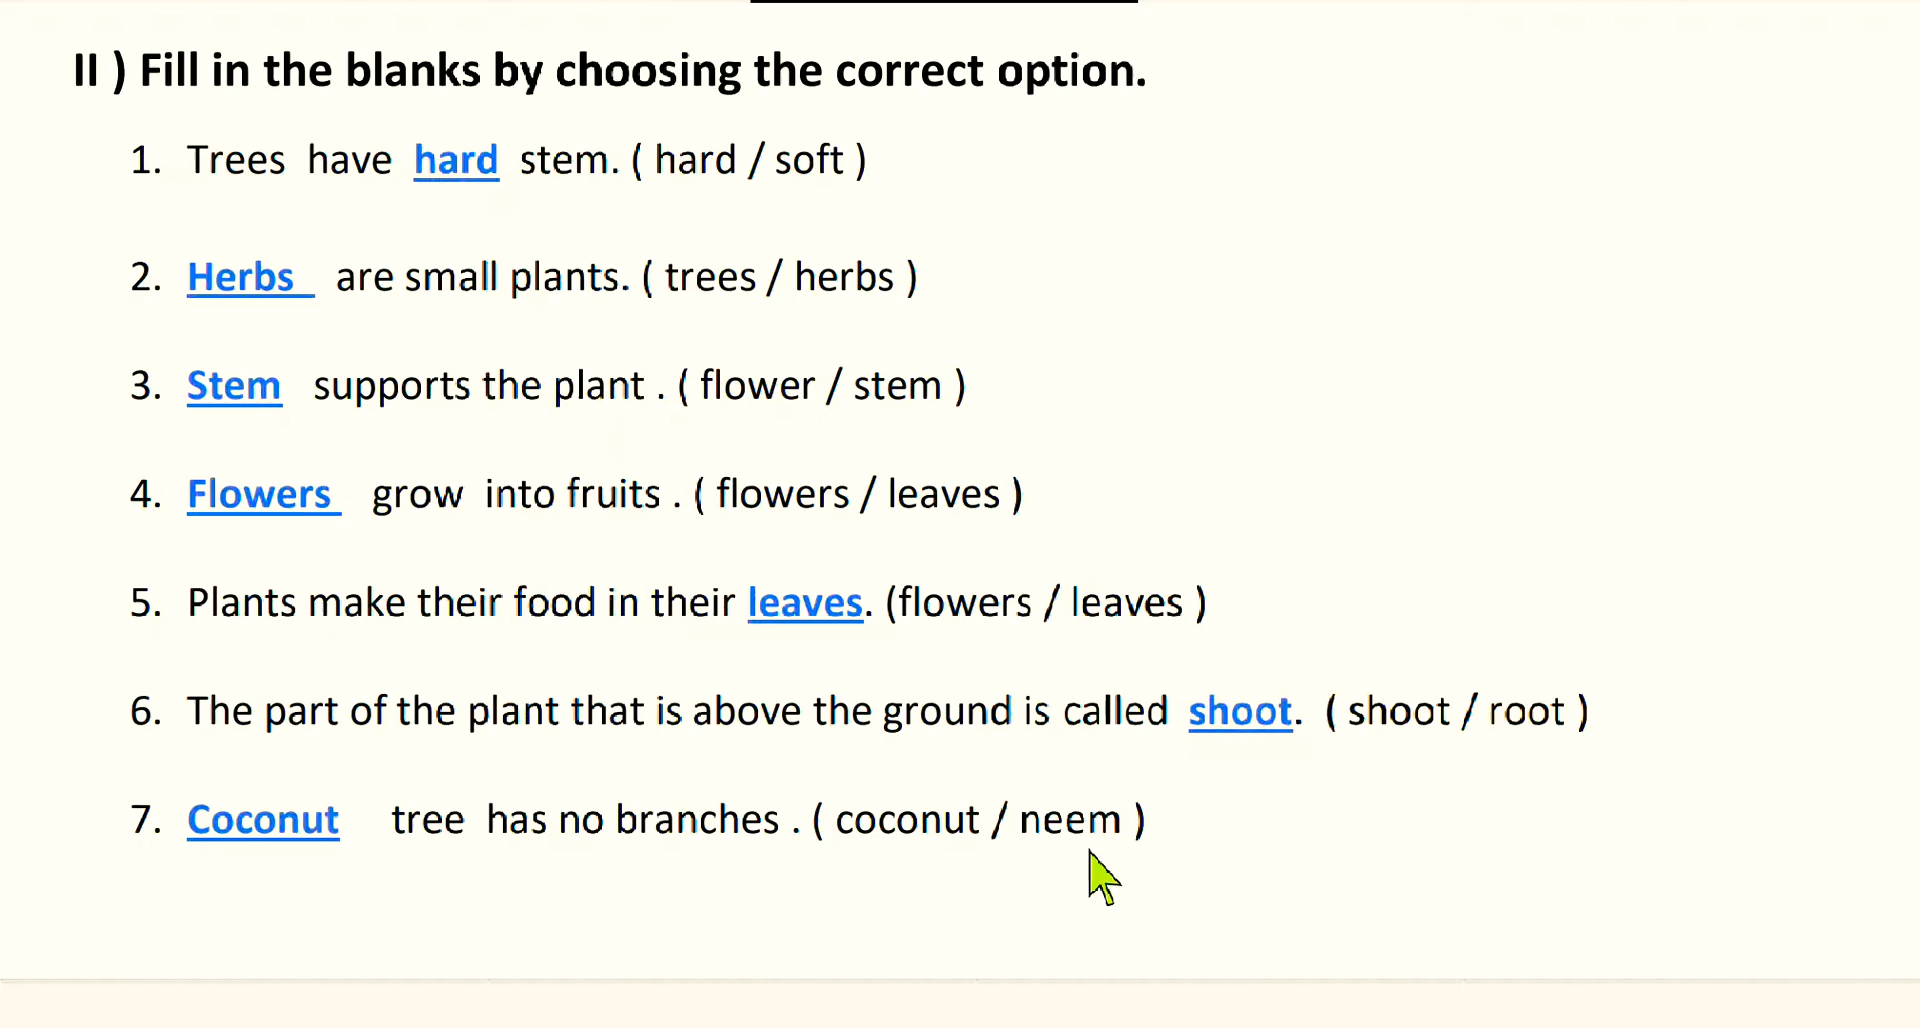 II ) Fill in the blanks by choosing the correct option.
1. Trees have hard stem. ( hard / soft )
2. Herbs are small plants. ( trees / herbs )
3. Stem supports the plant . ( flower / stem )
4. Flowers grow into fruits . ( flowers / leaves )
5. Plants make their food in their leaves. (flowers / leaves )
6. The part of the plant that is above the ground is called shoot. ( shoot / root )
7. Coconut tree has no branches . ( coconut / neem )